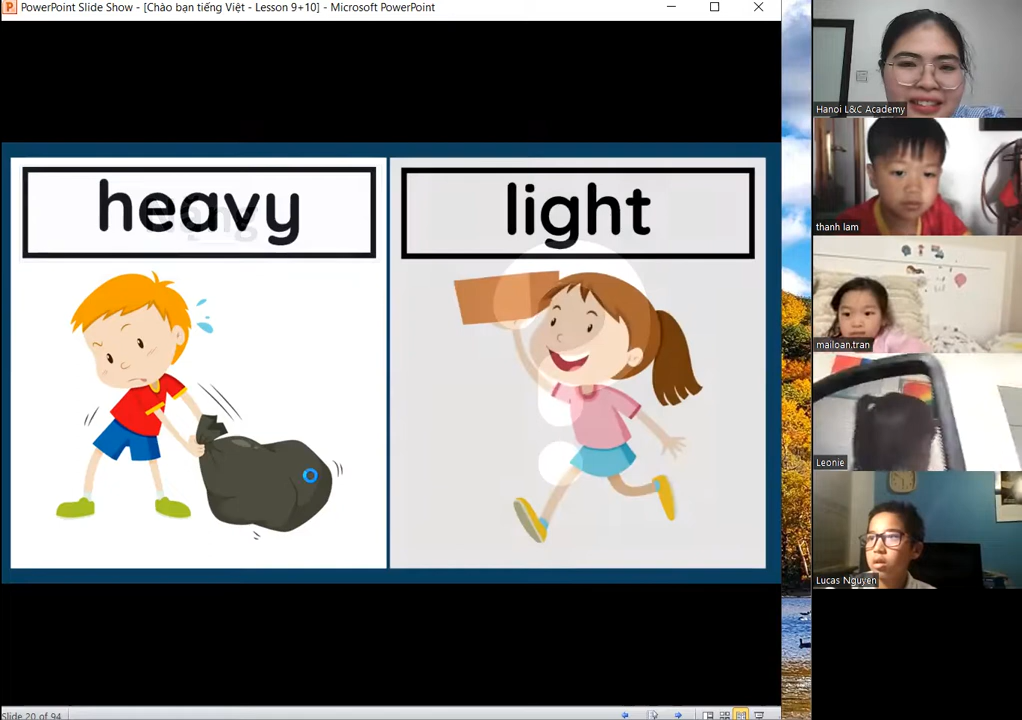 PowerPoint Slide Show - [Chào bạn tiếng Việt - Lesson 9+10] - Microsoft PowerPoint
heavy
light
Hanoi L&C Academy
thanh lam
mailoan.tran
Leonie
Lucas Nguyen
Slide 20 of 94